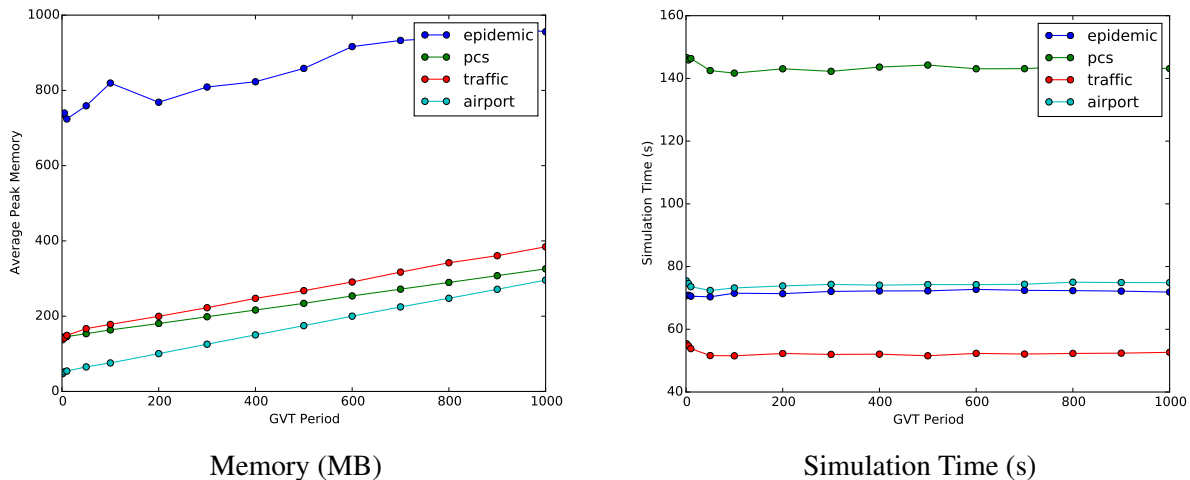 1000
800
600
400
200
0
Average Peak Memory
0 200 400 600 800 1000
GVT Period
epidemic
pcs
traffic
airport
Memory (MB)
160
140
120
100
80
60
40
Simulation Time (s)
0 200 400 600 800 1000
GVT Period
epidemic
pcs
traffic
airport
Simulation Time (s)